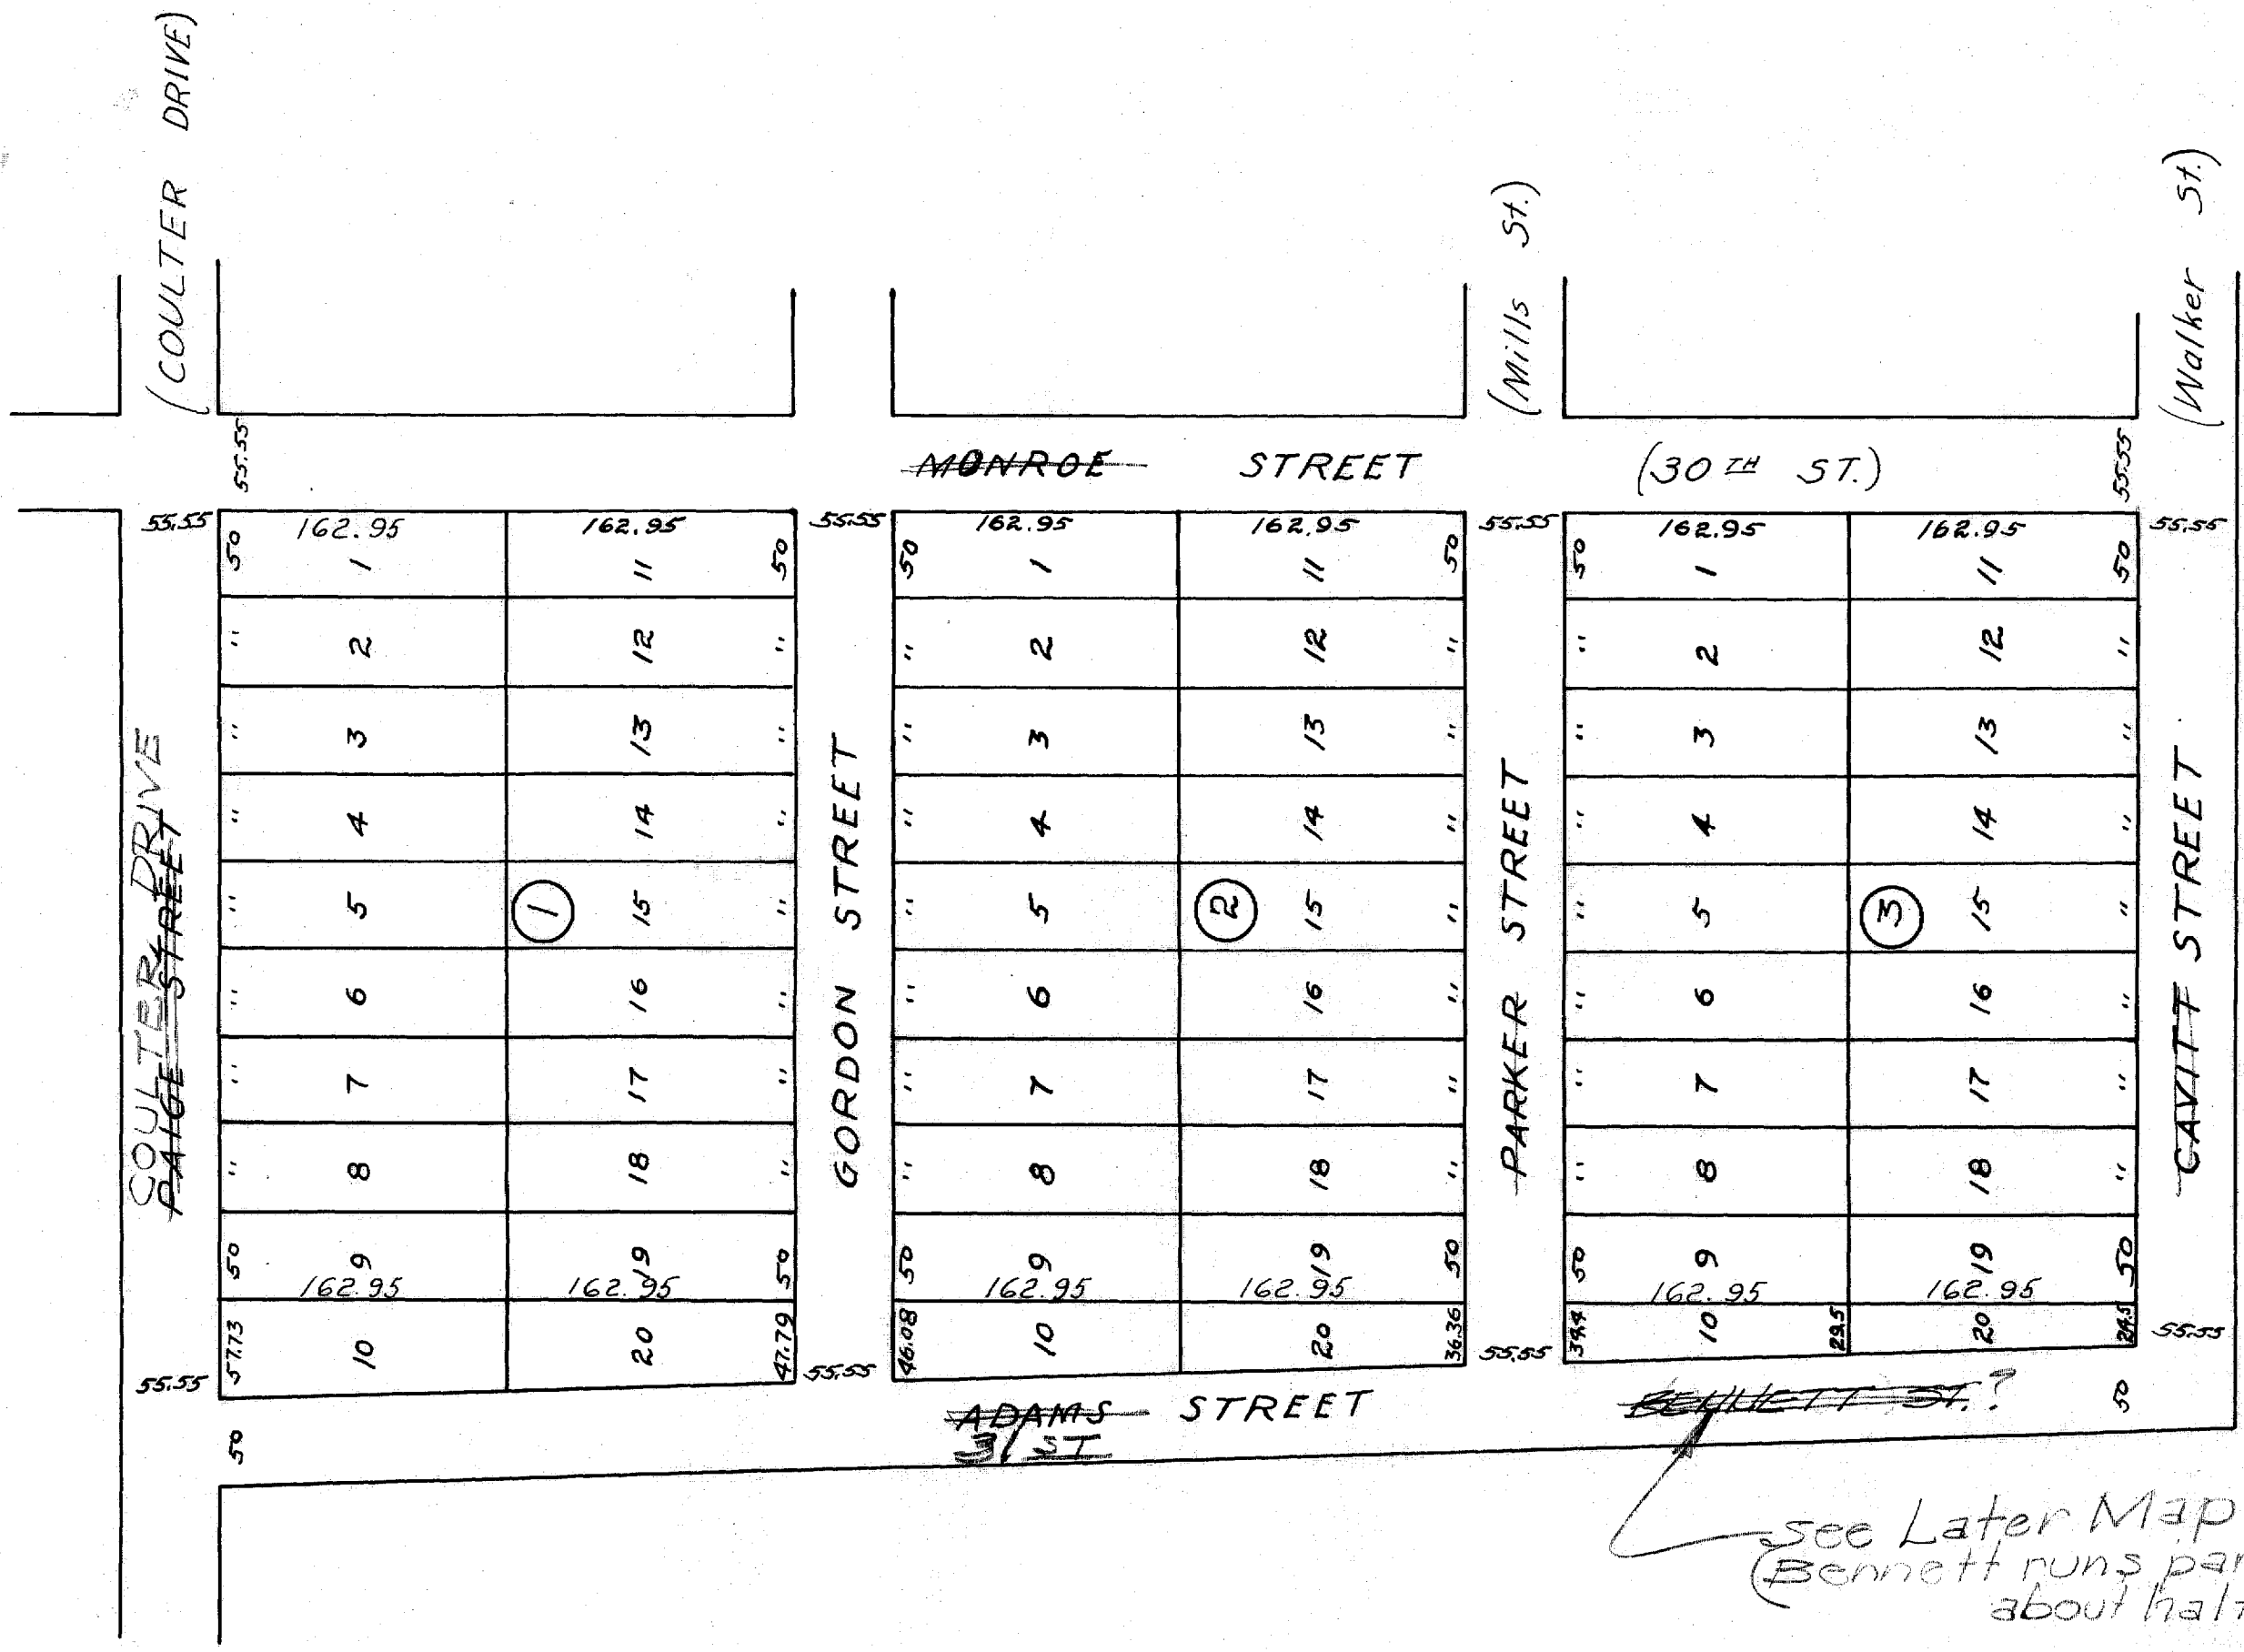 (COULTER DRIVE)
(Mills St.)
(Walker St.)
55.55
MONROE STREET (30TH ST.)
55.55
55.55 162.95 162.95 55.55 162.95 162.95 55.55 162.95 162.95 55.55
50 1 11 50 50 1 11 50 50 1 11 50
" 2 12 " " 2 12 " " 2 12 "
" 3 13 " " 3 13 " " 3 13 "
" 4 14 " " 4 14 " " 4 14 "
" 5 1 15 " " 5 2 15 " " 5 3 15 "
" 6 16 " " 6 16 " " 6 16 "
" 7 17 " " 7 17 " " 7 17 "
" 8 18 " " 8 18 " " 8 18 "
50 9 19 50 50 9 19 50 50 9 19 50
162.95 162.95 162.95 162.95 162.95 162.95
57.73 10 20 47.79 46.08 10 20 36.36 10 29.5 20 24.5
55.55 55.55 55.55 55.55
COULTER DRIVE
PAIGE STREET
GORDON STREET
PARKER STREET
CAVITT STREET
ADAMS STREET
31 ST
BENNETT ST. ?
50
50
See Later Map
(Bennett runs
about